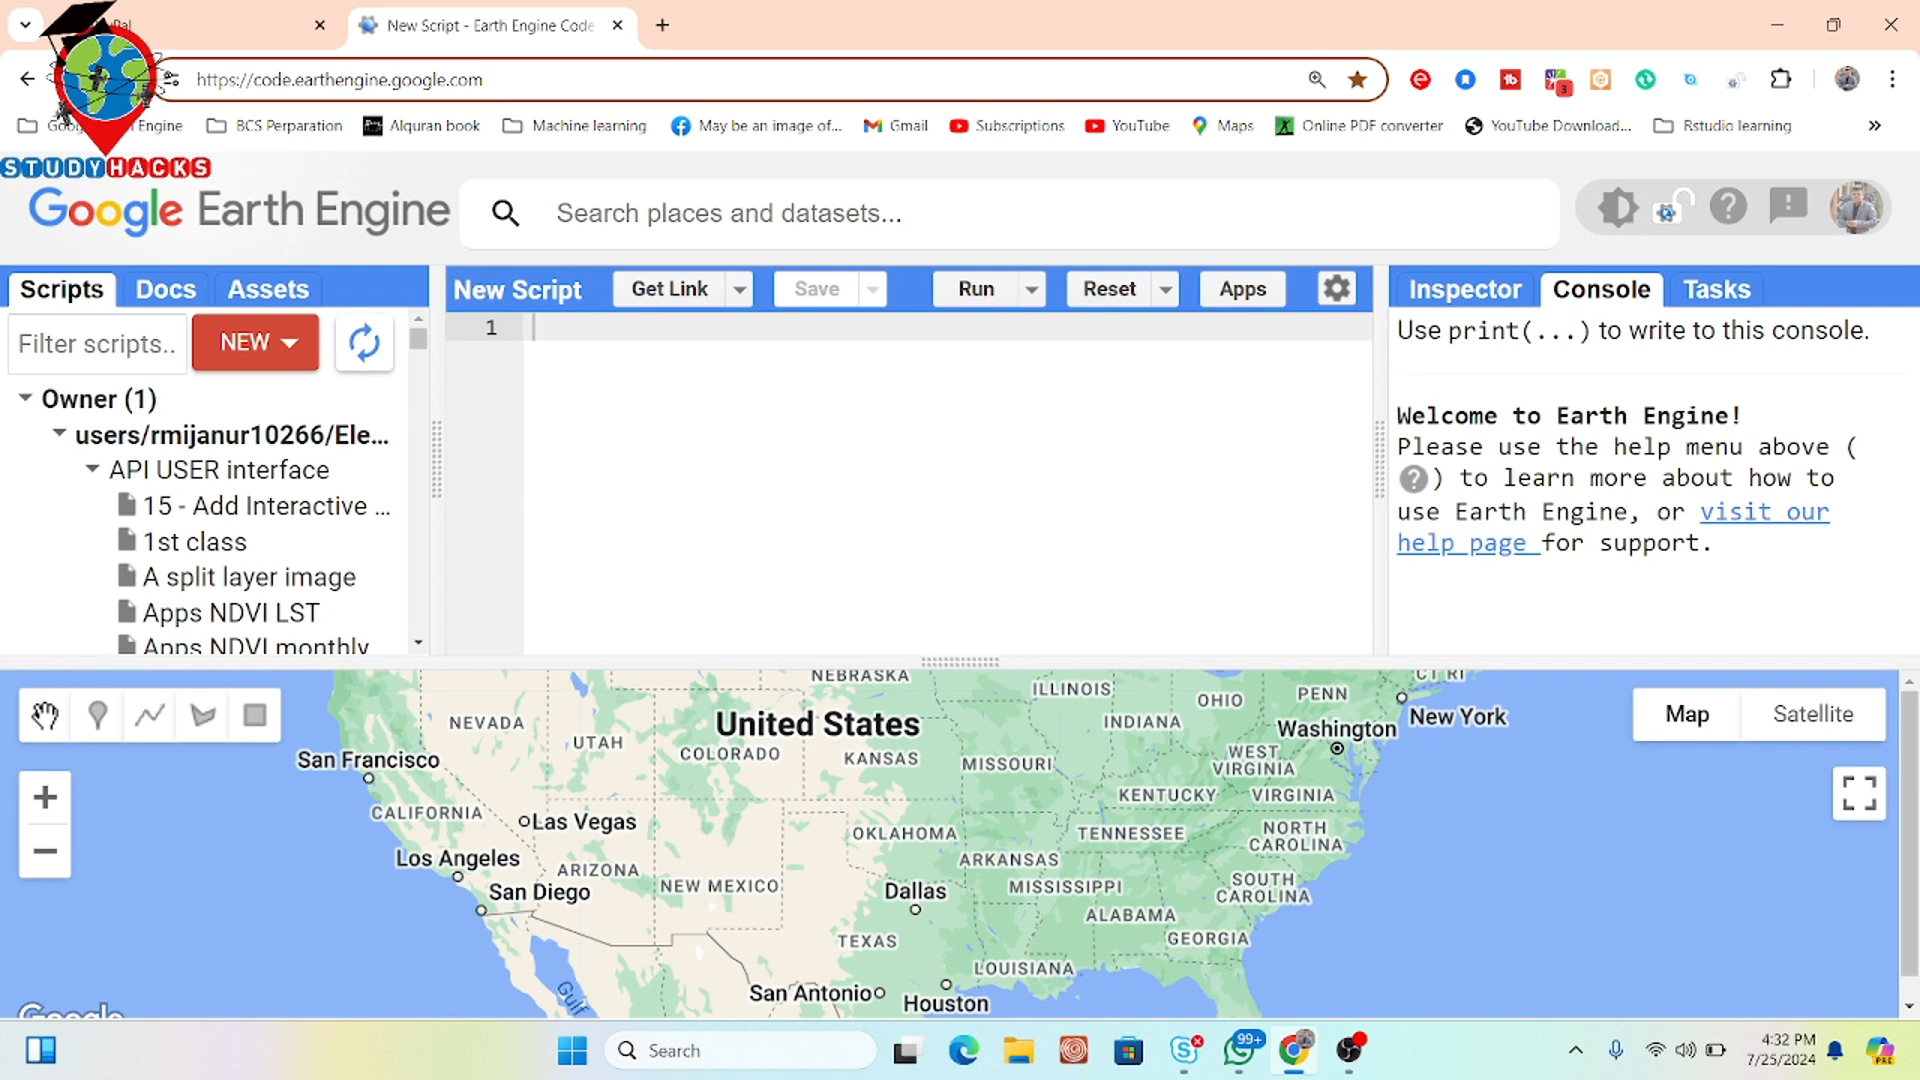 New Script - Earth Engine Code
https://code.earthengine.google.com
3
Engine
BCS Perparation
Alquran book
Machine learning
May be an image of...
Gmail
Subscriptions
YouTube
Maps
Online PDF converter
YouTube Download...
Rstudio learning
STUDYHACKS
Google Earth Engine
Search places and datasets...
Scripts
Docs
Assets
New Script
Get Link
Save
Run
Reset
Apps
Inspector
Console
Tasks
Filter scripts..
NEW
1
Use print(...) to write to this console.
Owner (1)
users/rmijanur10266/Ele...
API USER interface
15 - Add Interactive ...
1st class
A split layer image
Apps NDVI LST
Apps NDVI monthly
Welcome to Earth Engine!
Please use the help menu above (
?) to learn more about how to
use Earth Engine, or visit our
help page for support.
NEBRASKA
ILLINOIS
OHIO
PENN
CT RI
NEVADA
UTAH
United States
COLORADO
KANSAS
MISSOURI
INDIANA
WEST
VIRGINIA
Washington
New York
Map
Satellite
San Francisco
CALIFORNIA
Las Vegas
KENTUCKY
VIRGINIA
Los Angeles
ARIZONA
San Diego
NEW MEXICO
OKLAHOMA
ARKANSAS
TENNESSEE
NORTH
CAROLINA
Dallas
MISSISSIPPI
SOUTH
CAROLINA
ALABAMA
TEXAS
GEORGIA
LOUISIANA
San Antonio
Houston
Gulf
Google
Search
99+
PRE
4:32 PM
7/25/2024